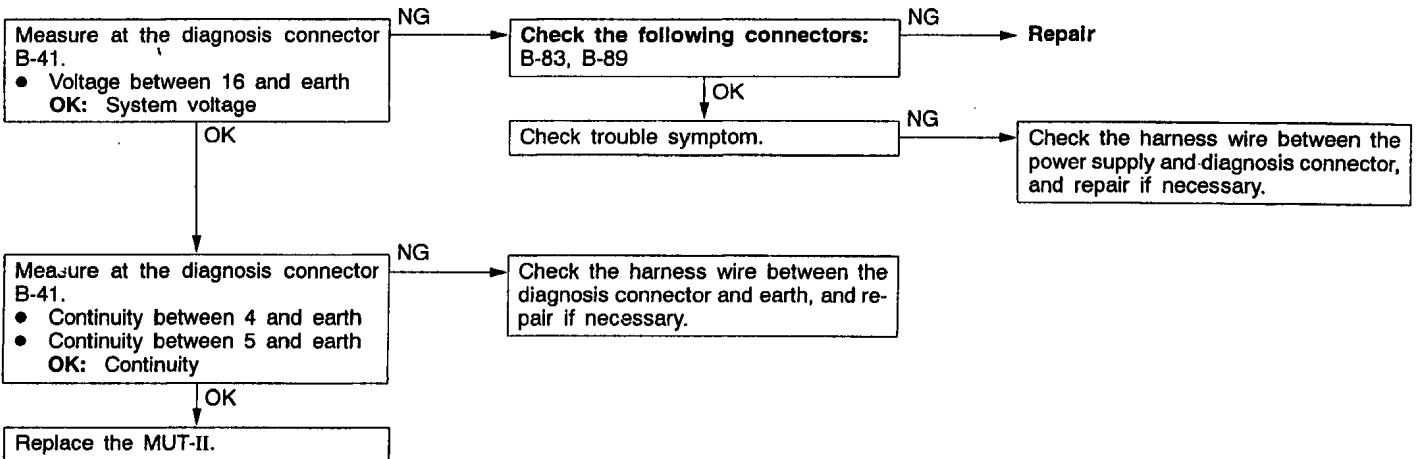 Measure at the diagnosis connector
B-41.
● Voltage between 16 and earth
OK: System voltage
NG
Check the following connectors:
B-83, B-89
NG
Repair
OK
Check trouble symptom.
NG
Check the harness wire between the
power supply and diagnosis connector,
and repair if necessary.
OK
Measure at the diagnosis connector
B-41.
● Continuity between 4 and earth
● Continuity between 5 and earth
OK: Continuity
NG
Check the harness wire between the
diagnosis connector and earth, and re-
pair if necessary.
OK
Replace the MUT-II.